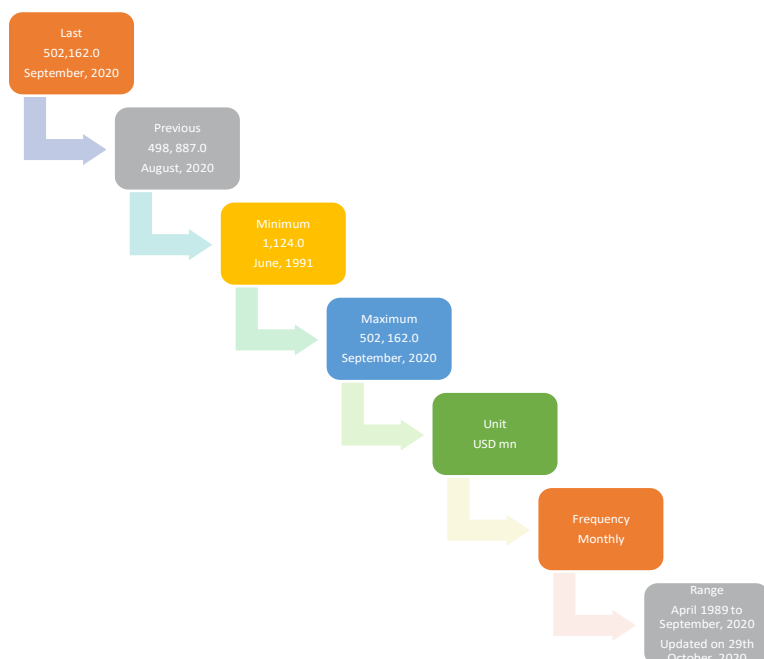 Last
502,162.0
September, 2020
Previous
498, 887.0
August, 2020
Minimum
1,124.0
June, 1991
Maximum
502, 162.0
September, 2020
Unit
USD mn
Frequency
Monthly
Range
April 1989 to
September, 2020
Updated on 29th
October, 2020